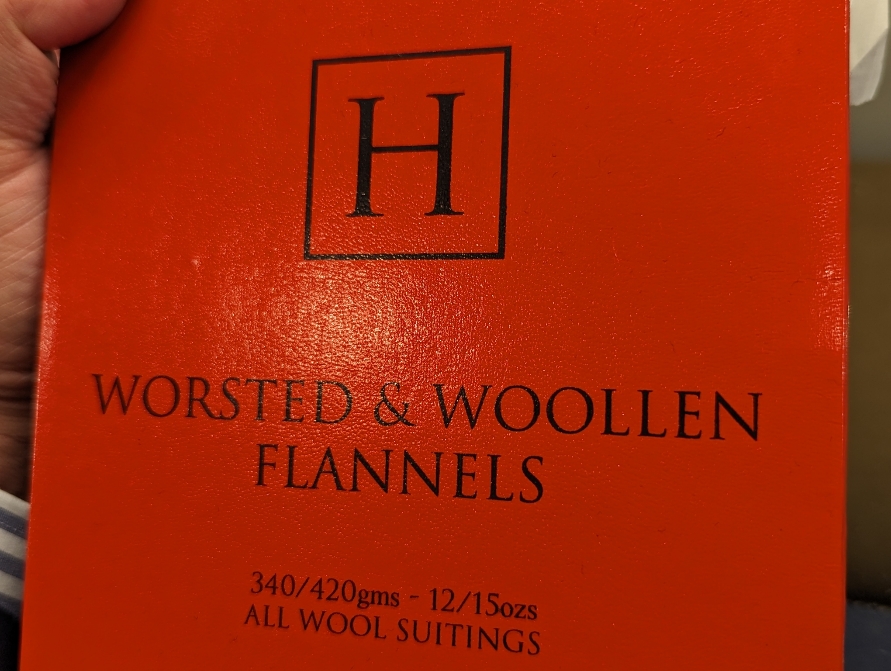 H
WORSTED & WOOLLEN
FLANNELS
340/420gms - 12/15ozs
ALL WOOL SUITINGS